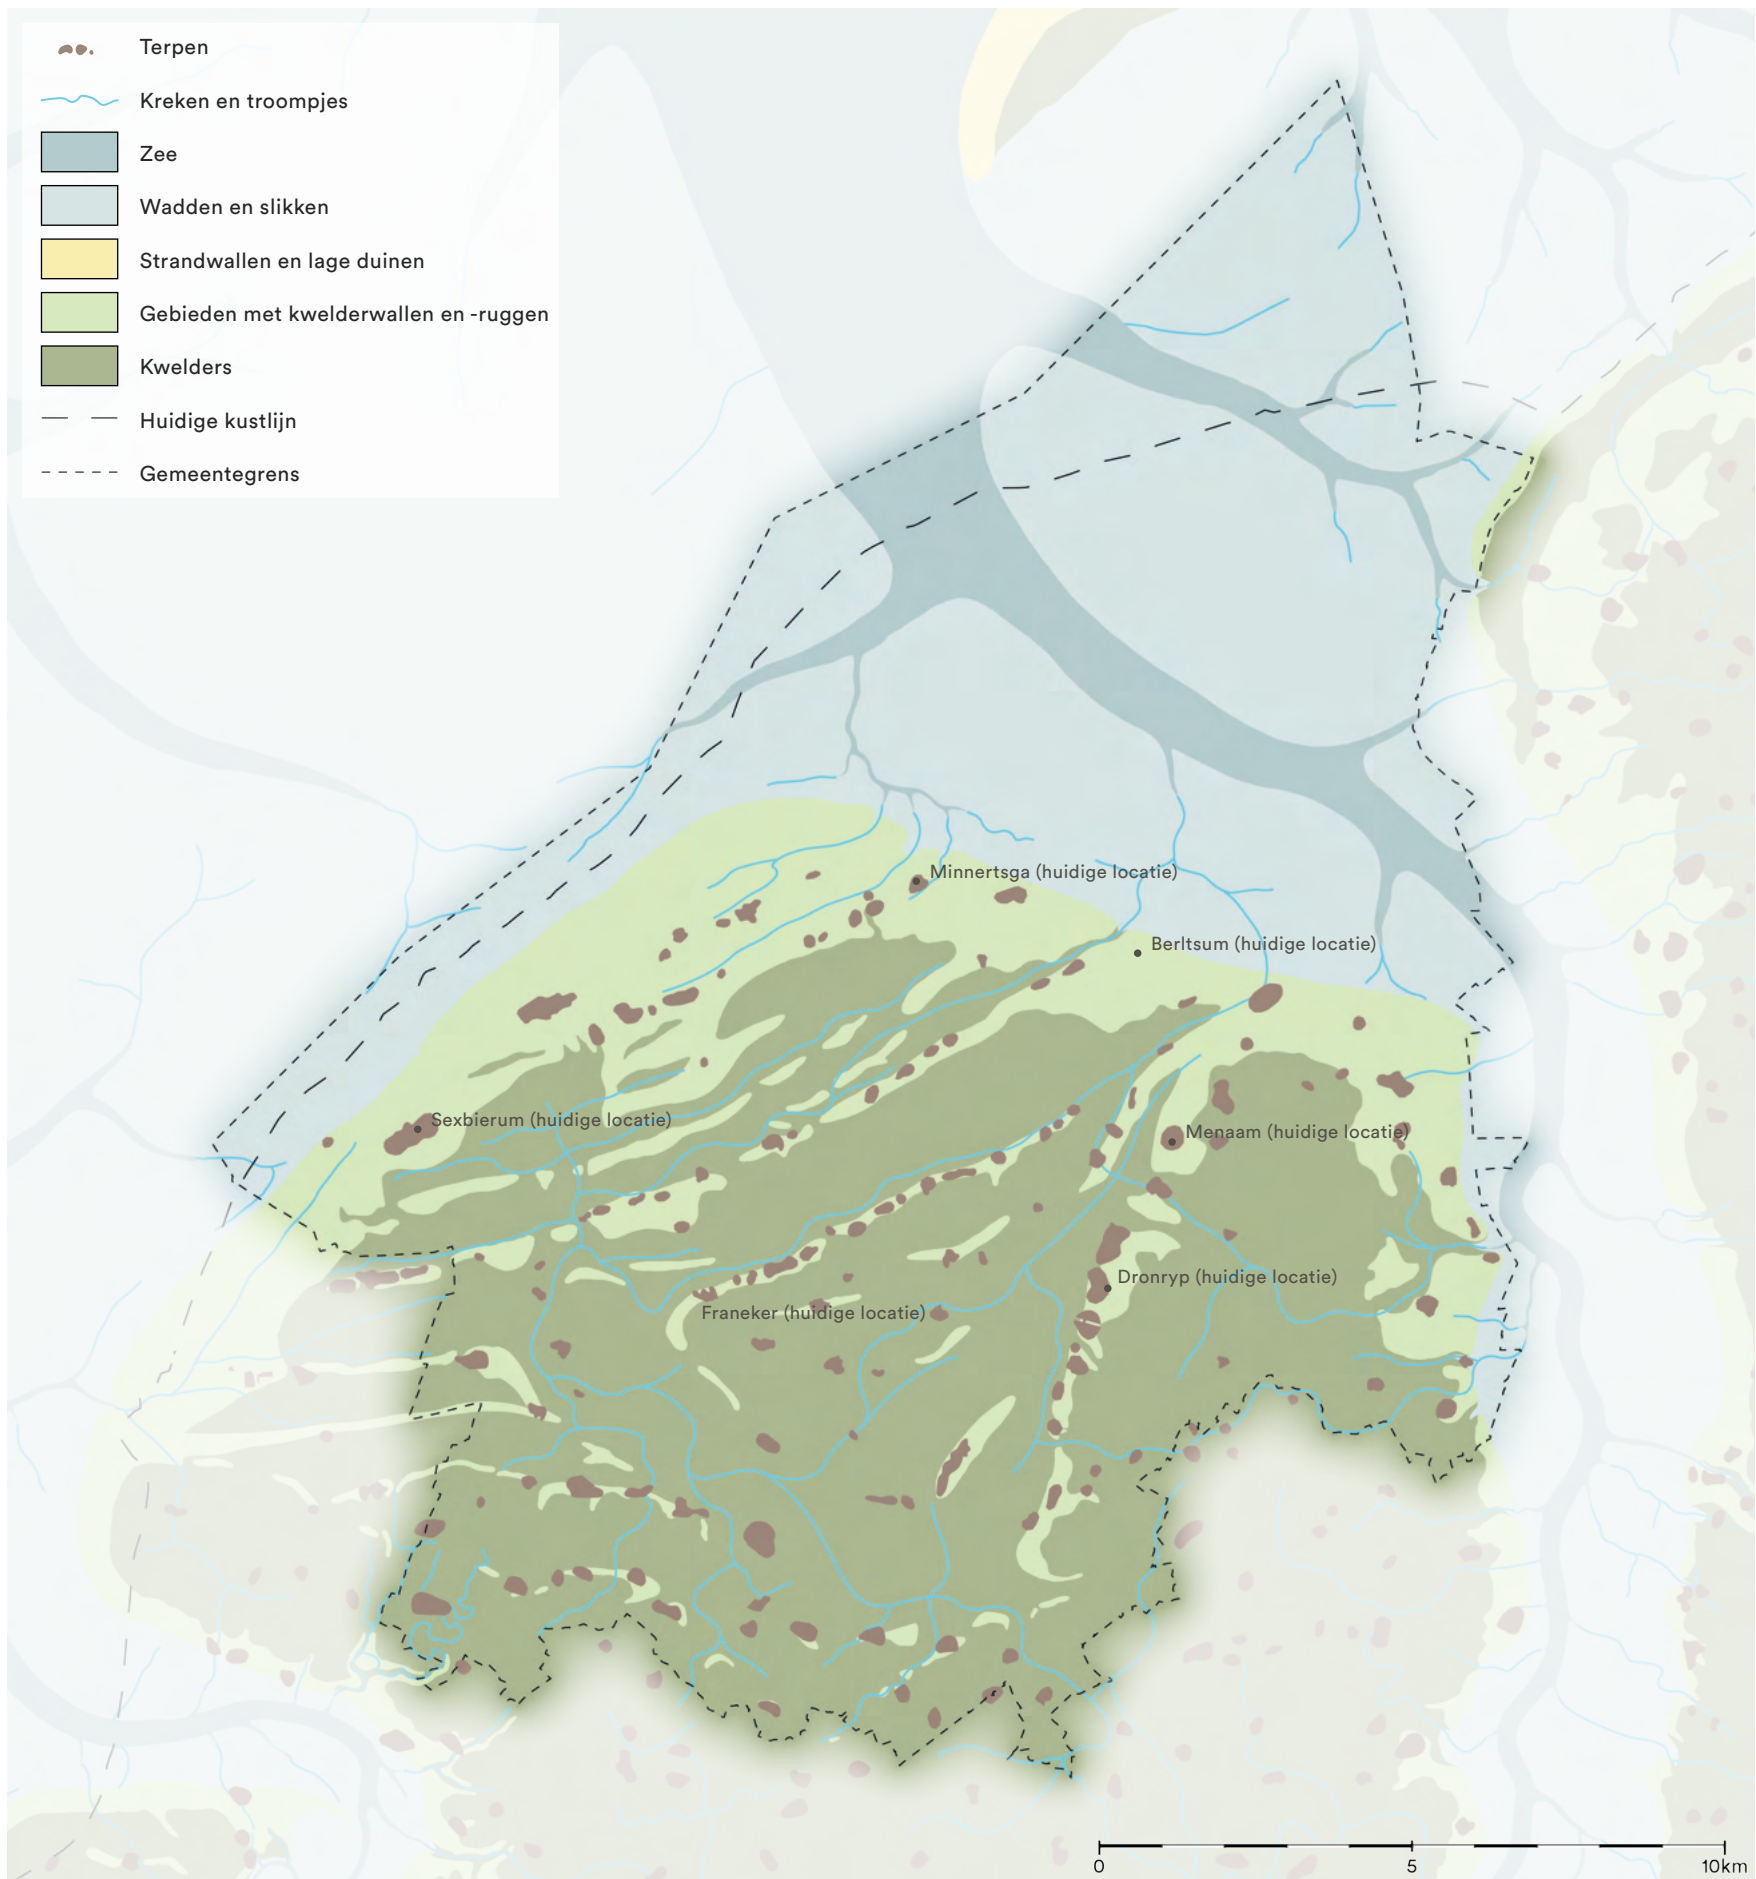 Terpen
Kreken en troompjes
Zee
Wadden en slikken
Strandwallen en lage duinen
Gebieden met kwelderwallen en -ruggen
Kwelders
Huidige kustlijn
Gemeentegrens
Minnertsga (huidige locatie)
Berltsum (huidige locatie)
Sexbierum (huidige locatie)
Menaam (huidige locatie)
Dronryp (huidige locatie)
Franeker (huidige locatie)
0 5 10km